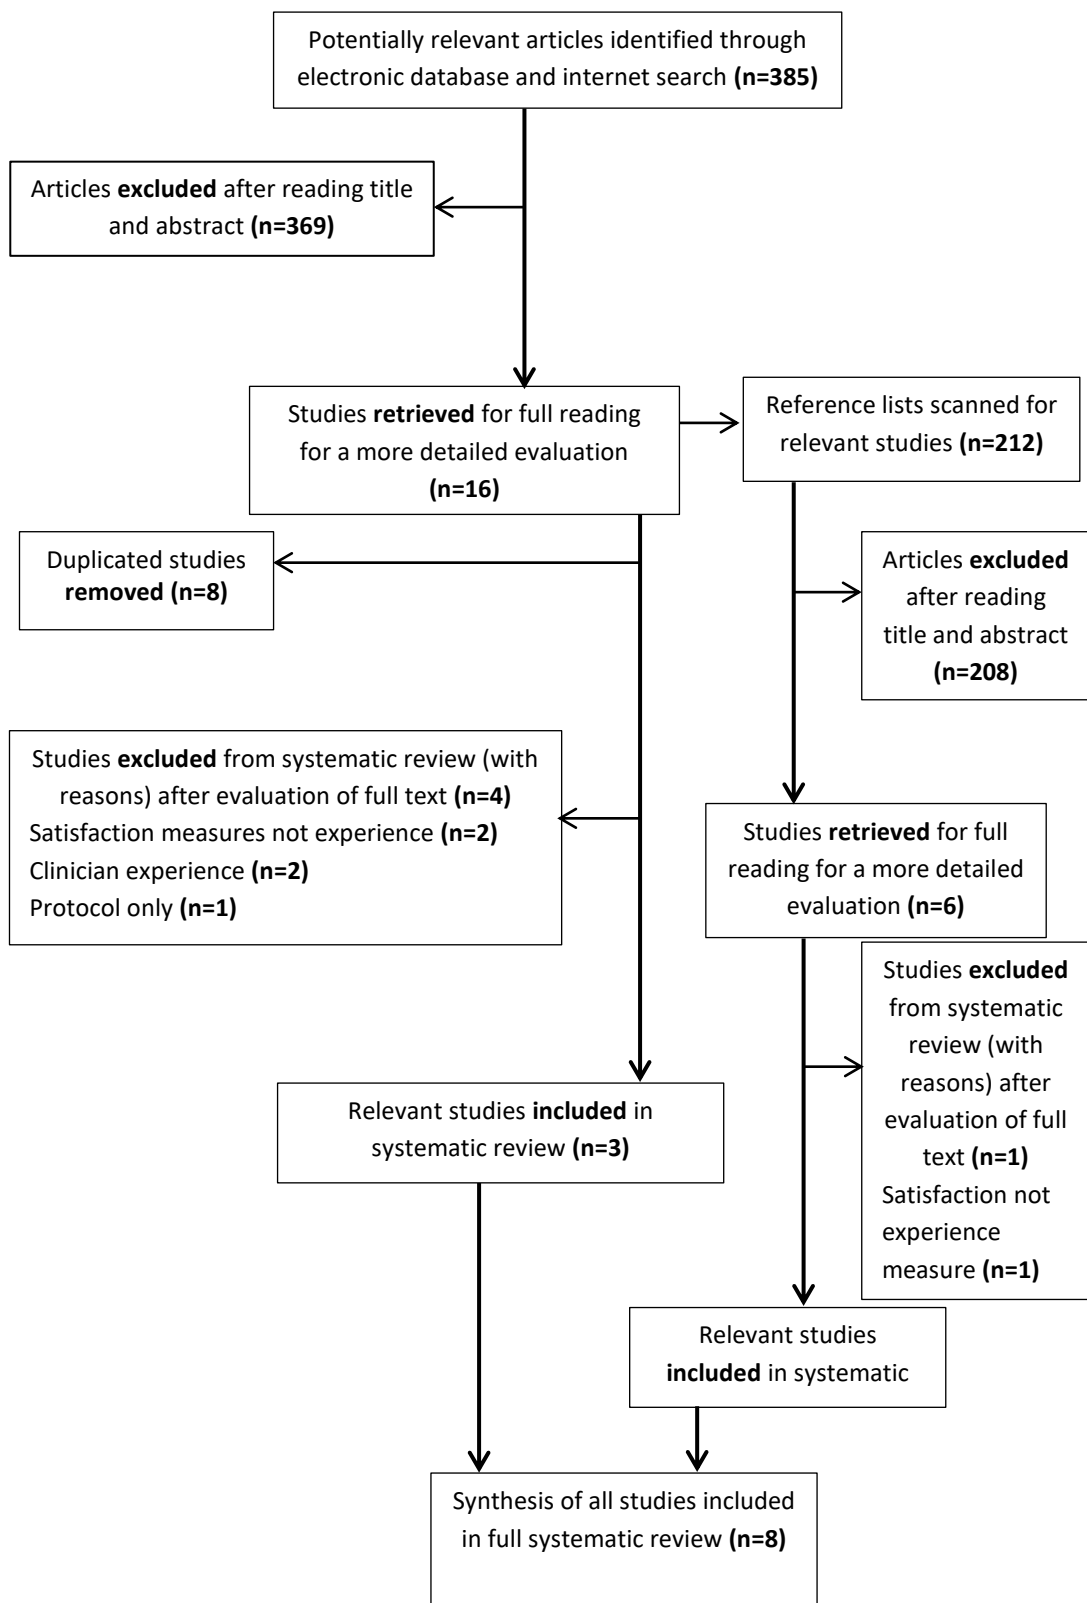 Potentially relevant articles identified through
electronic database and internet search (n=385)
Articles excluded after reading title
and abstract (n=369)
Studies retrieved for full reading
for a more detailed evaluation
(n=16)
Reference lists scanned for
relevant studies (n=212)
Duplicated studies
removed (n=8)
Articles excluded
after reading
title and abstract
(n=208)
Studies excluded from systematic review (with
reasons) after evaluation of full text (n=4)
Satisfaction measures not experience (n=2)
Clinician experience (n=2)
Protocol only (n=1)
Studies retrieved for full
reading for a more detailed
evaluation (n=6)
Studies excluded
from systematic
review (with
reasons) after
evaluation of full
text (n=1)
Satisfaction not
experience
measure (n=1)
Relevant studies included in
systematic review (n=3)
Relevant studies
included in systematic
Synthesis of all studies included
in full systematic review (n=8)